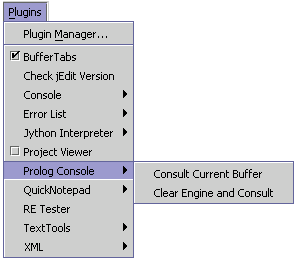 Plugins
Plugin Manager...
BufferTabs
Check jEdit Version
Console
Error List
Jython Interpreter
Project Viewer
Prolog Console
Consult Current Buffer
QuickNotepad
Clear Engine and Consult
RE Tester
TextTools
XML